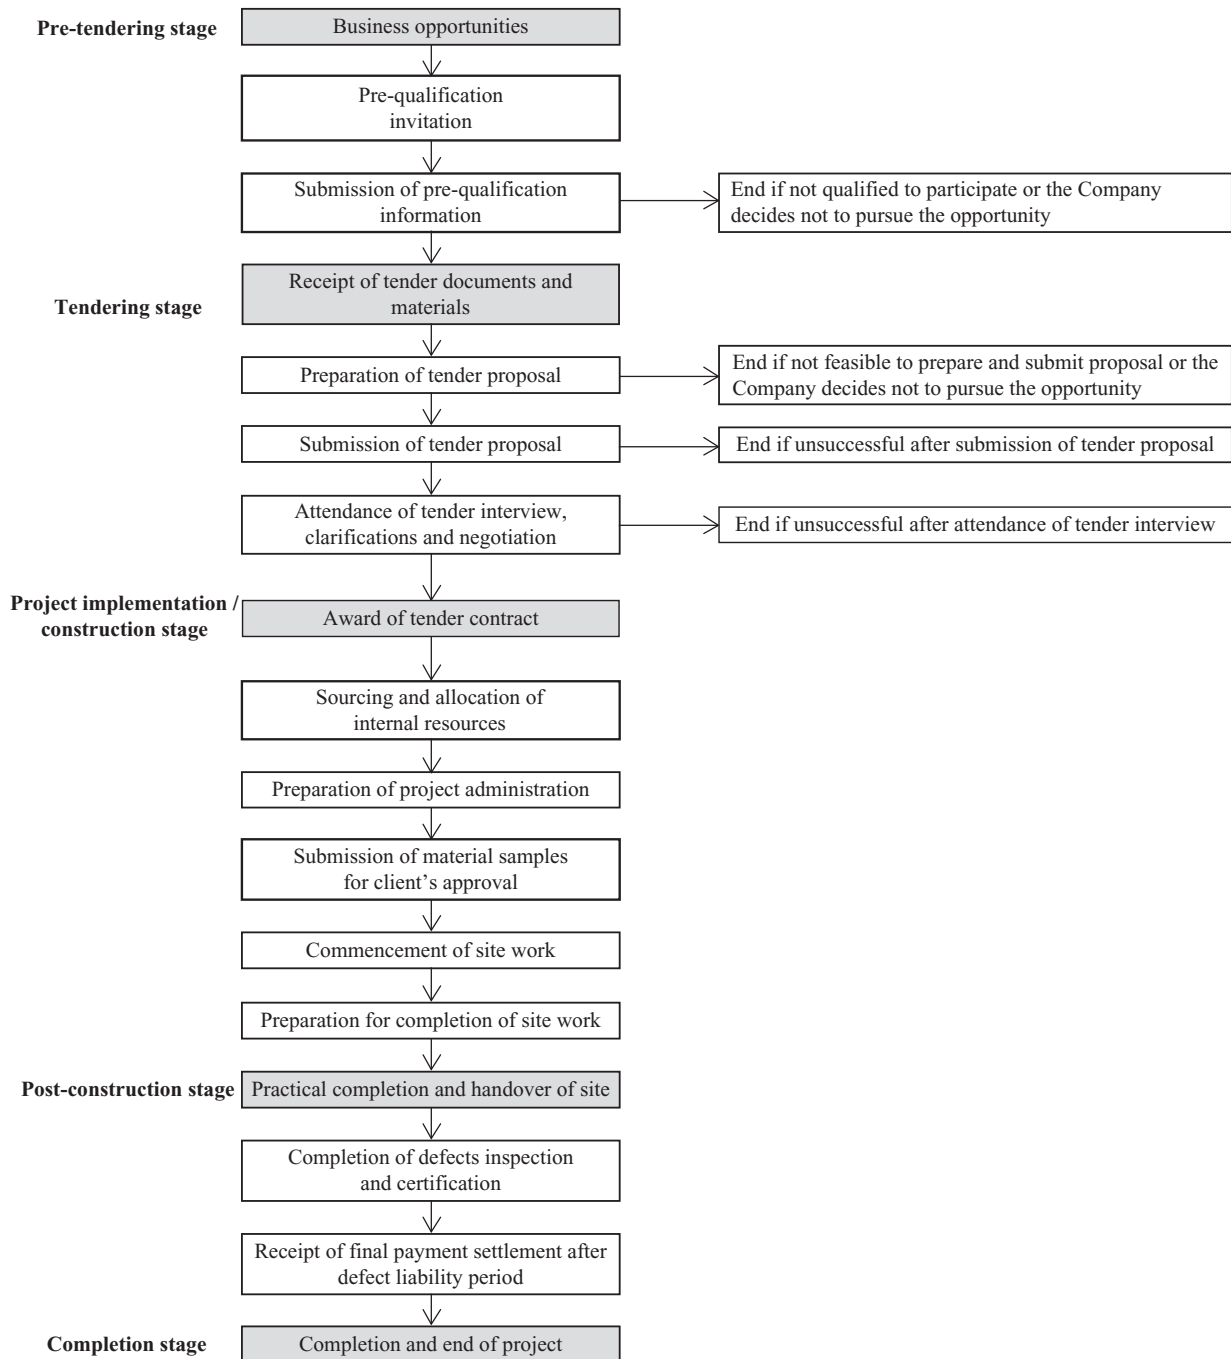 Pre-tendering stage
Business opportunities
Pre-qualification
invitation
Submission of pre-qualification
information
End if not qualified to participate or the Company
decides not to pursue the opportunity
Tendering stage
Receipt of tender documents and
materials
Preparation of tender proposal
End if not feasible to prepare and submit proposal or the
Company decides not to pursue the opportunity
Submission of tender proposal
End if unsuccessful after submission of tender proposal
Attendance of tender interview,
clarifications and negotiation
End if unsuccessful after attendance of tender interview
Project implementation /
construction stage
Award of tender contract
Sourcing and allocation of
internal resources
Preparation of project administration
Submission of material samples
for client’s approval
Commencement of site work
Preparation for completion of site work
Post-construction stage
Practical completion and handover of site
Completion of defects inspection
and certification
Receipt of final payment settlement after
defect liability period
Completion stage
Completion and end of project